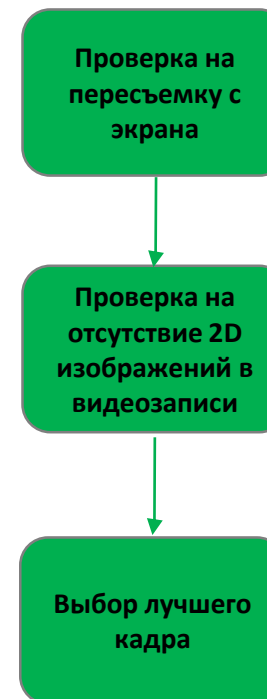 Проверка на
пересъемку с
экрана
Проверка на
отсутствие 2D
изображений в
видеозаписи
Выбор лучшего
кадра